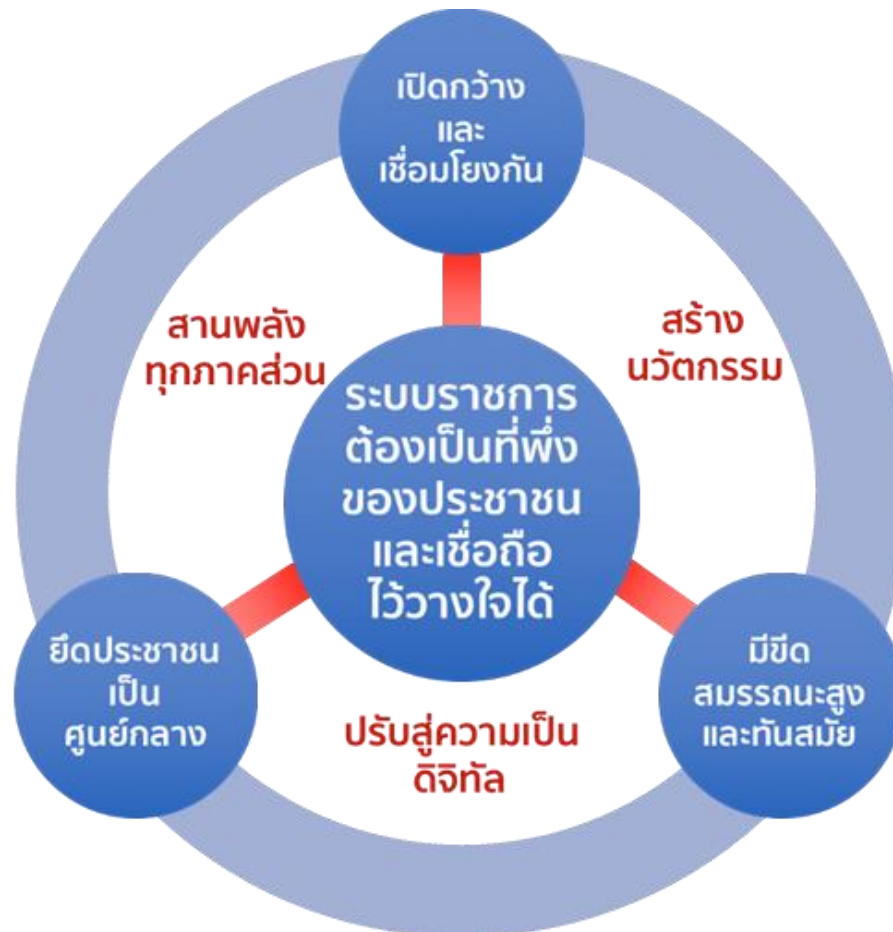 เปิดกว้าง
และ
เชื่อมโยงกัน
สานพลัง
ทุกภาคส่วน
สร้าง
นวัตกรรม
ระบบราชการ
ต้องเป็นที่พึ่ง
ของประชาชน
และเชื่อถือ
ไว้วางใจได้
ยึดประชาชน
เป็น
ศูนย์กลาง
ปรับสู่ความเป็น
ดิจิทัล
มีขีด
สมรรถนะสูง
และทันสมัย